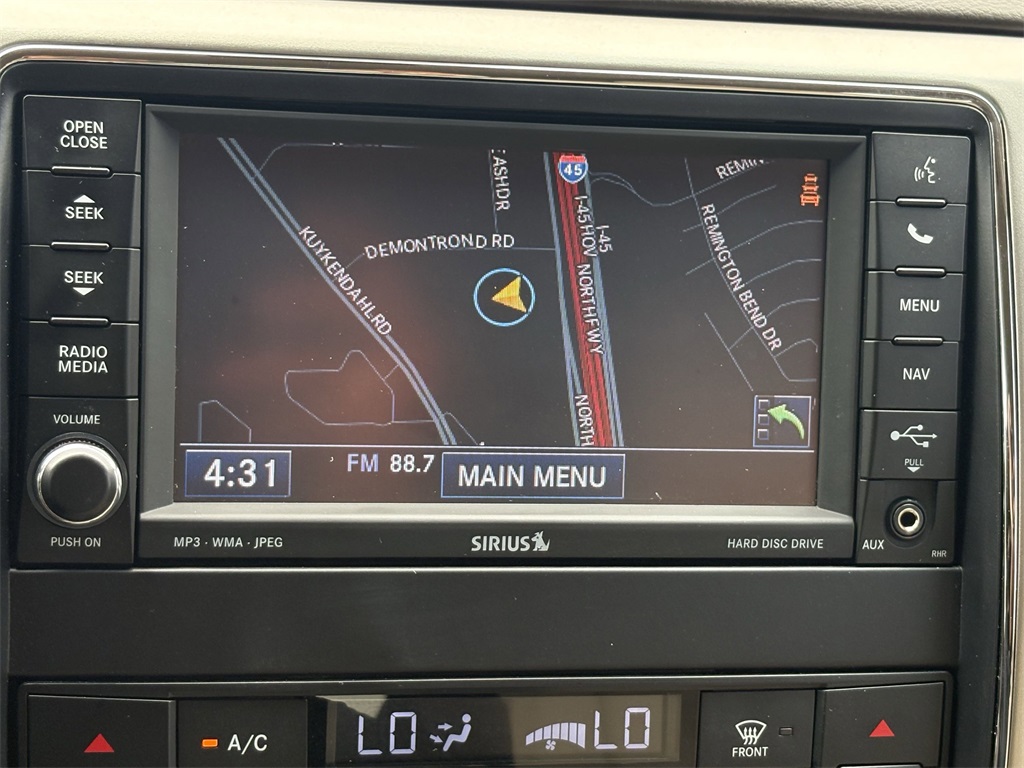 OPEN
CLOSE
SEEK
SEEK
RADIO
MEDIA
VOLUME
PUSH ON
ASHDR
45
I-45
I-45HOV
NORTHFWY
NORTH
DEMONTROND RD
KUYKENDAHLRD
REMIN
REMINGTON BEND DR
4:31
FM 88.7
MAIN MENU
MP3 · WMA · JPEG
SIRIUS
HARD DISC DRIVE
MENU
NAV
PULL
AUX
RHR
A/C
LO
LO
FRONT